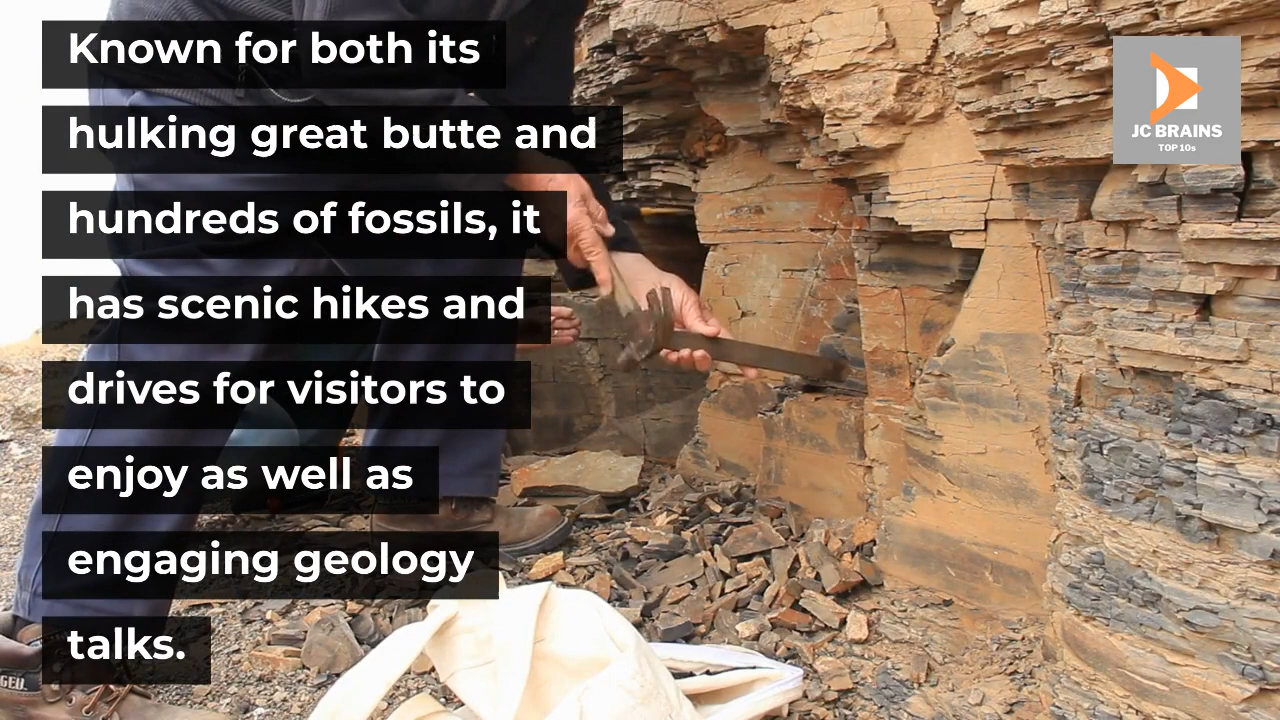 Known for both its
hulking great butte and
hundreds of fossils, it
has scenic hikes and
drives for visitors to
enjoy as well as
engaging geology
talks.
JC BRAINS
TOP 10s